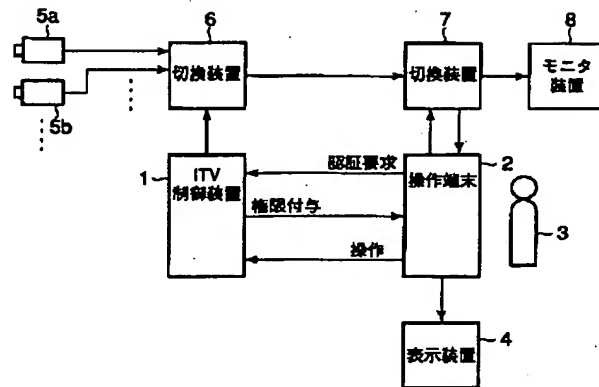 5a
5b
6
切換装置
7
切換装置
8
モニタ
装置
1
ITV
制御装置
認証要求
権限付与
操作
2
操作端末
3
4
表示装置